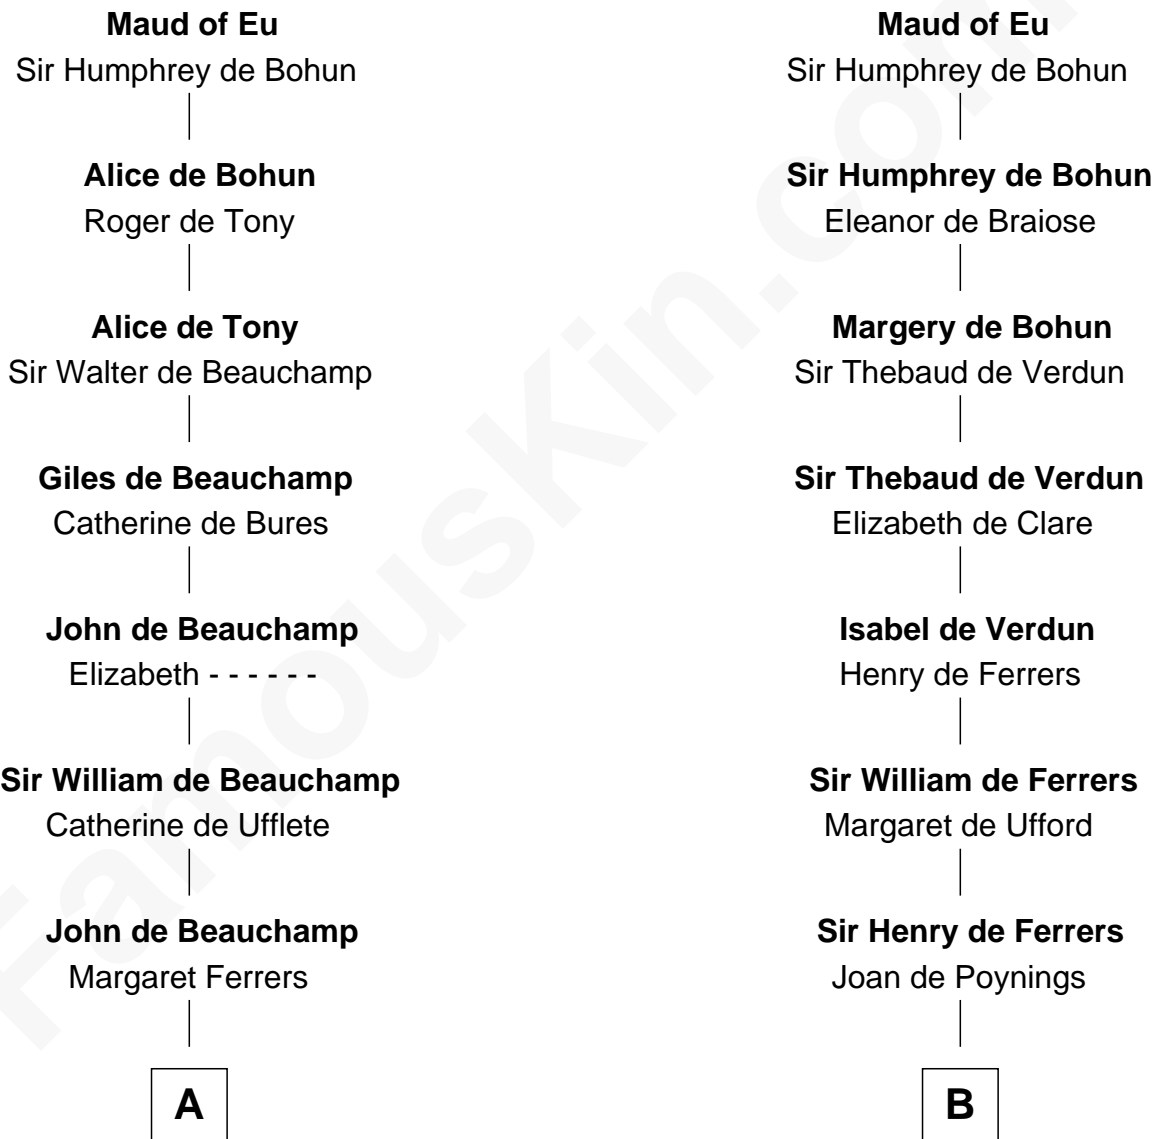 Maud of Eu
Sir Humphrey de Bohun
Alice de Bohun
Roger de Tony
Alice de Tony
Sir Walter de Beauchamp
Giles de Beauchamp
Catherine de Bures
John de Beauchamp
Elizabeth - - - - - -
Sir William de Beauchamp
Catherine de Ufflete
John de Beauchamp
Margaret Ferrers
A
Maud of Eu
Sir Humphrey de Bohun
Sir Humphrey de Bohun
Eleanor de Braiose
Margery de Bohun
Sir Thebaud de Verdun
Sir Thebaud de Verdun
Elizabeth de Clare
Isabel de Verdun
Henry de Ferrers
Sir William de Ferrers
Margaret de Ufford
Sir Henry de Ferrers
Joan de Poynings
B
FamousKin.com